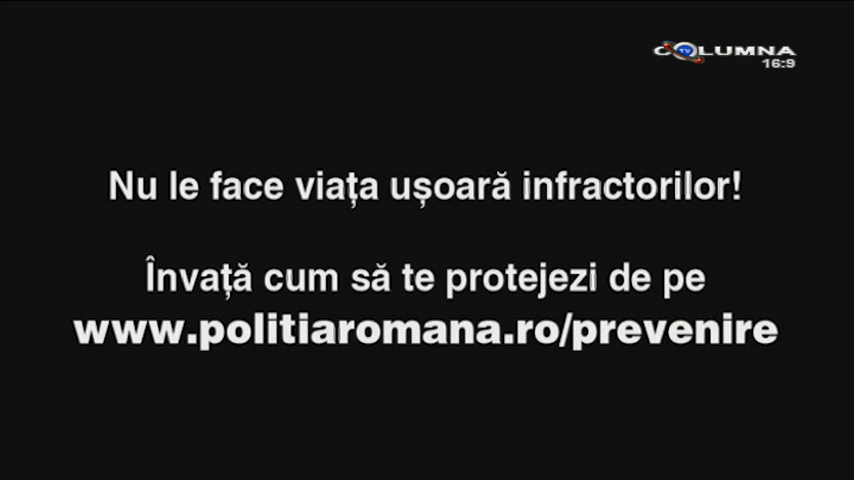 COLUMNA
TV
16:9
Nu le face viața ușoară infractorilor!
Învață cum să te protejezi de pe
www.politiaromana.ro/prevenire